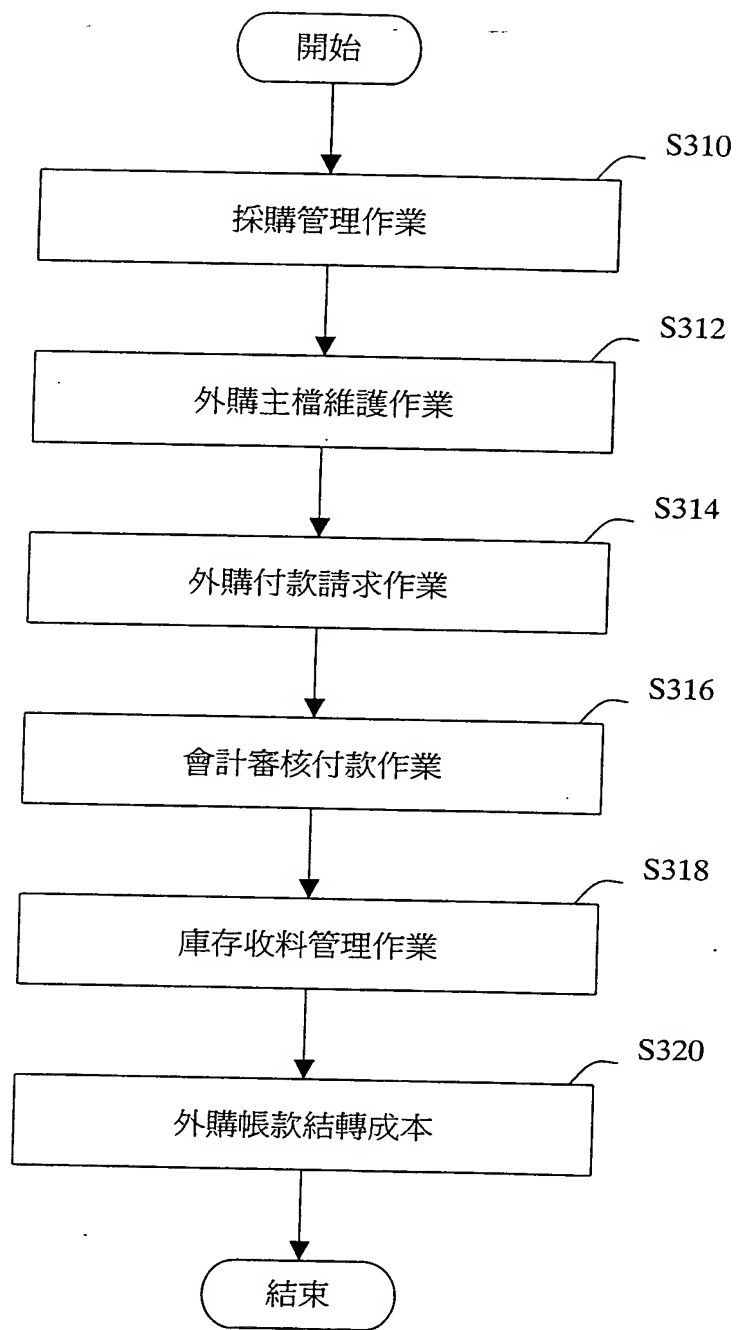 開始
S310
採購管理作業
S312
外購主檔維護作業
S314
外購付款請求作業
S316
會計審核付款作業
S318
庫存收料管理作業
S320
外購帳款結轉成本
結束